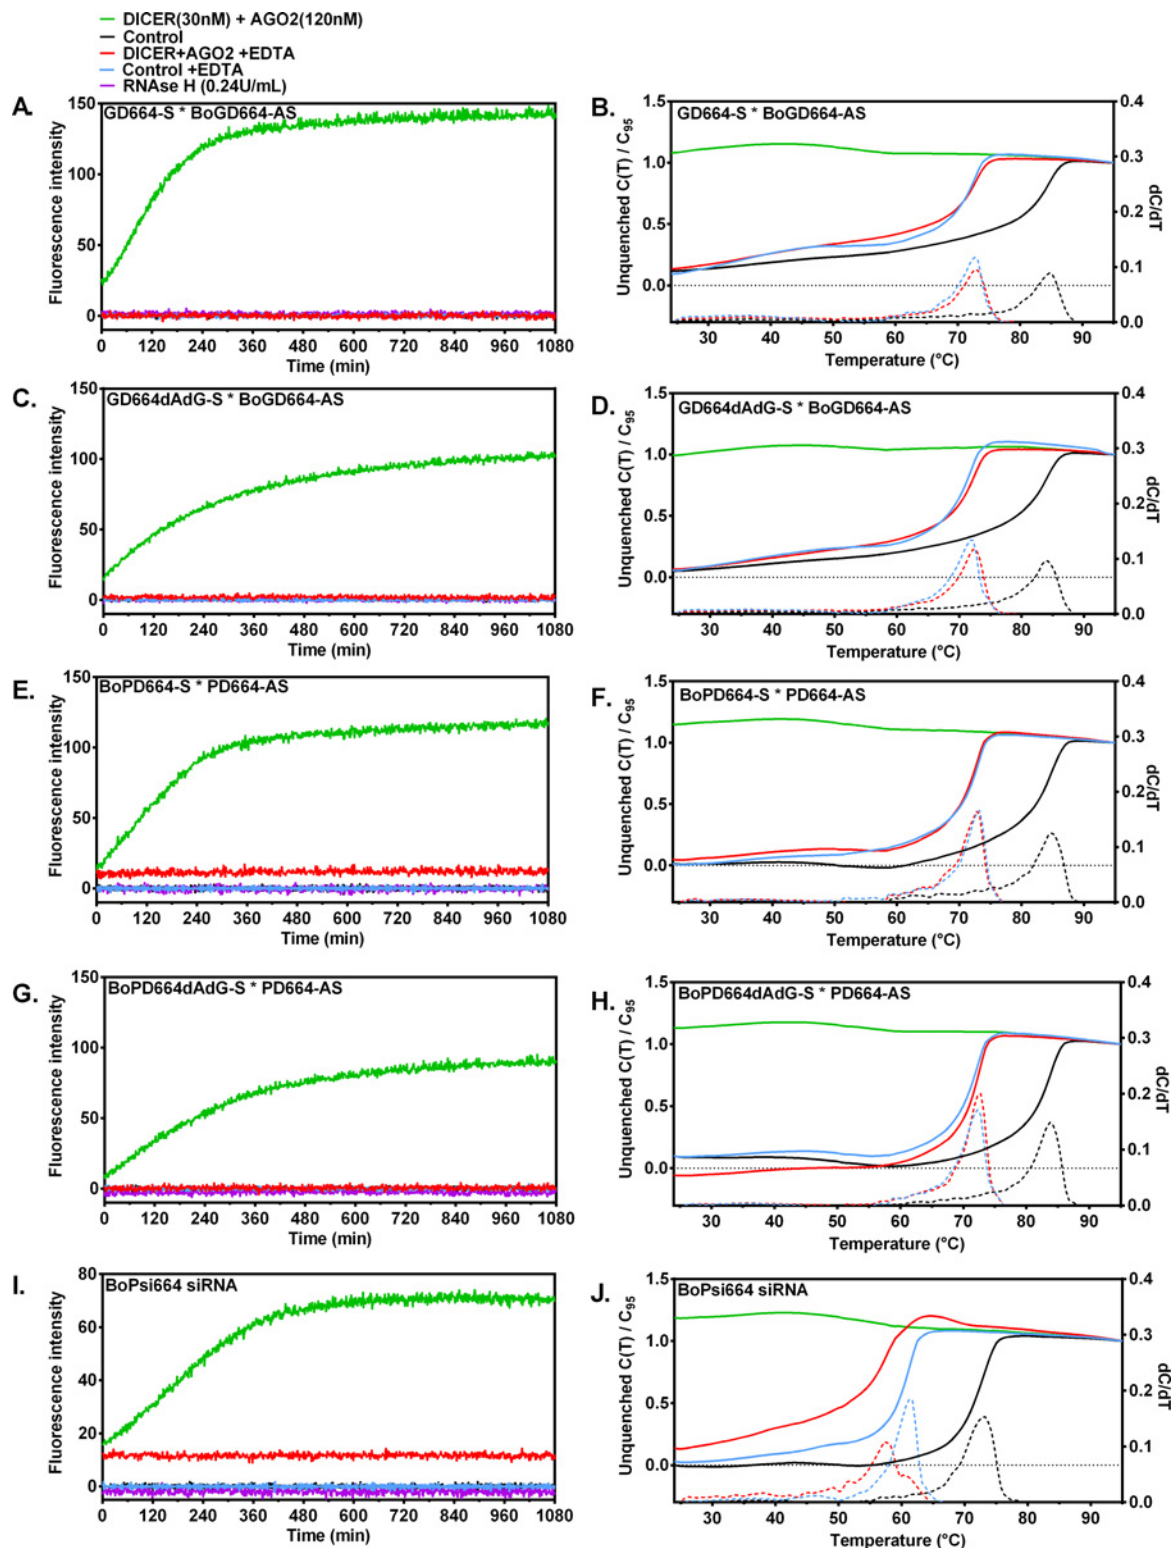 DICER(30nM) + AGO2(120nM)
Control
DICER+AGO2 +EDTA
Control +EDTA
RNAse H (0.24U/mL)
A.
GD664-S * BoGD664-AS
Fluorescence intensity
150
100
50
0
0 120 240 360 480 600 720 840 960 1080
Time (min)
B.
GD664-S * BoGD664-AS
Unquenched C(T) / C95
1.5
1.0
0.5
0.0
0.4
0.3
0.2
0.1
0.0
dC/dT
30 40 50 60 70 80 90
Temperature (°C)
C.
GD664dAdG-S * BoGD664-AS
Fluorescence intensity
150
100
50
0
0 120 240 360 480 600 720 840 960 1080
Time (min)
D.
GD664dAdG-S * BoGD664-AS
Unquenched C(T) / C95
1.5
1.0
0.5
0.0
0.4
0.3
0.2
0.1
0.0
dC/dT
30 40 50 60 70 80 90
Temperature (°C)
E.
BoPD664-S * PD664-AS
Fluorescence intensity
150
100
50
0
0 120 240 360 480 600 720 840 960 1080
Time (min)
F.
BoPD664-S * PD664-AS
Unquenched C(T) / C95
1.5
1.0
0.5
0.0
0.4
0.3
0.2
0.1
0.0
dC/dT
30 40 50 60 70 80 90
Temperature (°C)
G.
BoPD664dAdG-S * PD664-AS
Fluorescence intensity
150
100
50
0
0 120 240 360 480 600 720 840 960 1080
Time (min)
H.
BoPD664dAdG-S * PD664-AS
Unquenched C(T) / C95
1.5
1.0
0.5
0.0
0.4
0.3
0.2
0.1
0.0
dC/dT
30 40 50 60 70 80 90
Temperature (°C)
I.
BoPsi664 siRNA
Fluorescence intensity
80
60
40
20
0
0 120 240 360 480 600 720 840 960 1080
Time (min)
J.
BoPsi664 siRNA
Unquenched C(T) / C95
1.5
1.0
0.5
0.0
0.4
0.3
0.2
0.1
0.0
dC/dT
30 40 50 60 70 80 90
Temperature (°C)